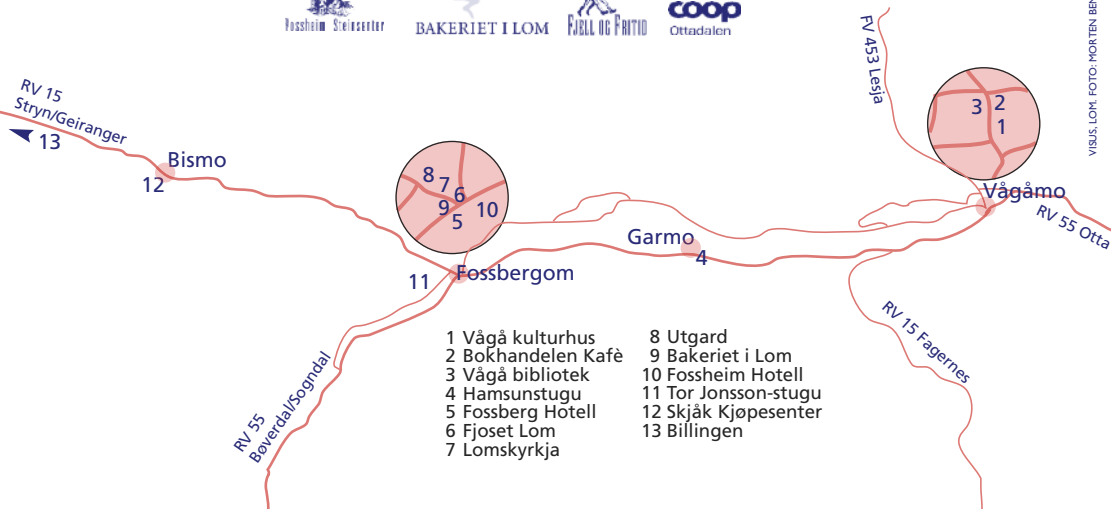 Fossheim Steinsenter
BAKERIET I LOM
FJELL OG FRITID
coop
Ottadalen
FV 453 Lesja
VISUS, LOM. FOTO: MORTEN BEN
RV 15
Stryn/Geiranger
13
Bismo
12
3 2
1
8
7
6
9
5
10
Vågåmo
RV 55 Otta
Garmo
4
11
Fossbergom
RV 15 Fagernes
RV 55
Bøverdal/Sogndal
1 Vågå kulturhus
2 Bokhandelen Kafè
3 Vågå bibliotek
4 Hamsunstugu
5 Fossberg Hotell
6 Fjoset Lom
7 Lomskyrkja
8 Utgard
9 Bakeriet i Lom
10 Fossheim Hotell
11 Tor Jonsson-stugu
12 Skjåk Kjøpesenter
13 Billingen